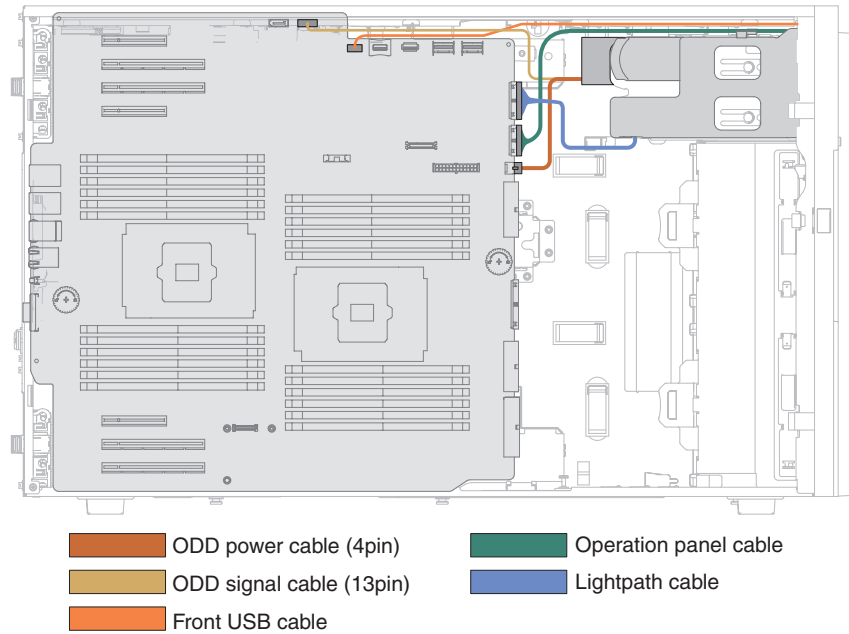 ODD power cable (4pin)
Operation panel cable
ODD signal cable (13pin)
Lightpath cable
Front USB cable